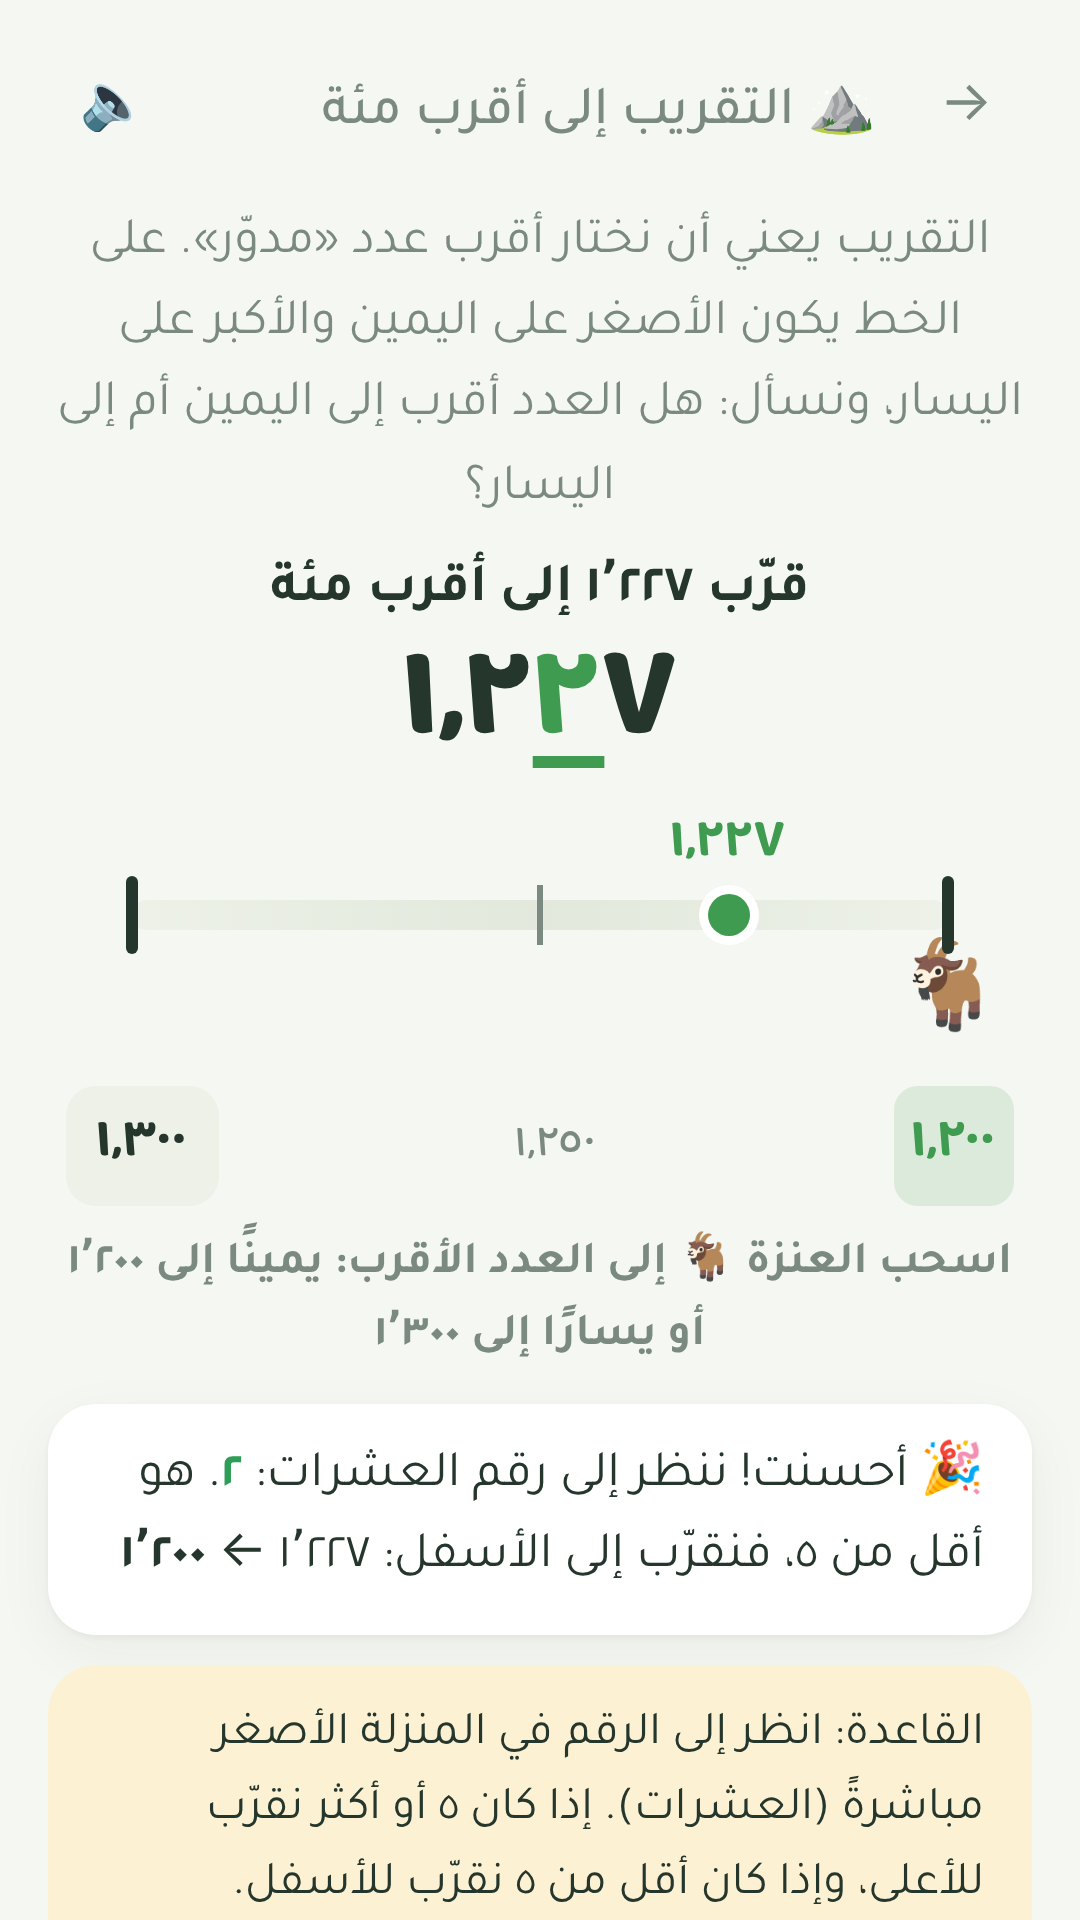 ⛰️ التقريب إلى أقرب مئة
التقريب يعني أن نختار أقرب عدد «مدوّر». على
الخط يكون الأصغر على اليمين والأكبر على
اليسار، ونسأل: هل العدد أقرب إلى اليمين أم إلى
اليسار؟
قرّب ١٬٢٢٧ إلى أقرب مئة
١,٢٢٧
١,٢٢٧
١,٢٠٠
١,٢٥٠
١,٣٠٠
اسحب العنزة 🐐 إلى العدد الأقرب: يمينًا إلى ١٬٢٠٠
أو يسارًا إلى ١٬٣٠٠
🎉 أحسنت! ننظر إلى رقم العشرات: ٢. هو
أقل من ٥، فنقرّب إلى الأسفل: ١٬٢٢٧ ← ١٬٢٠٠
القاعدة: انظر إلى الرقم في المنزلة الأصغر
مباشرةً (العشرات). إذا كان ٥ أو أكثر نقرّب
للأعلى، وإذا كان أقل من ٥ نقرّب للأسفل.